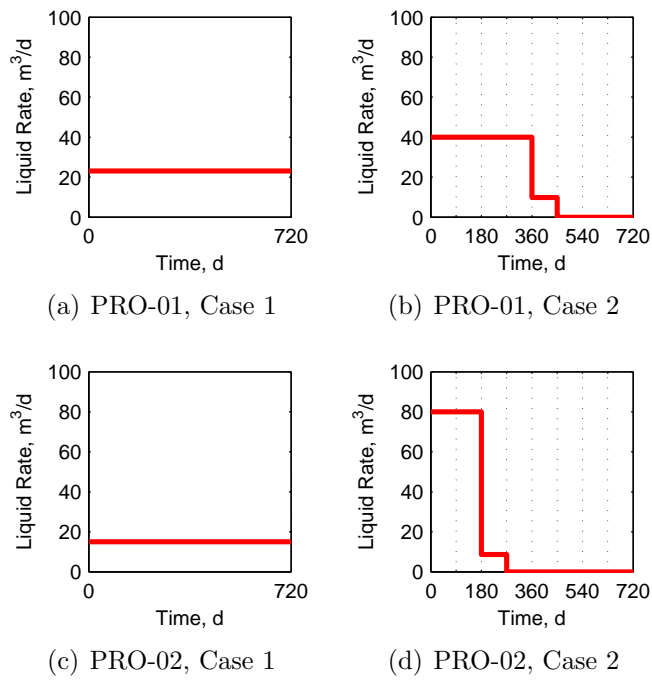 100
80
60
40
20
0
Liquid Rate, m³/d
0 720
Time, d
(a) PRO-01, Case 1
100
80
60
40
20
0
Liquid Rate, m³/d
0 180 360 540 720
Time, d
(b) PRO-01, Case 2
100
80
60
40
20
0
Liquid Rate, m³/d
0 720
Time, d
(c) PRO-02, Case 1
100
80
60
40
20
0
Liquid Rate, m³/d
0 180 360 540 720
Time, d
(d) PRO-02, Case 2